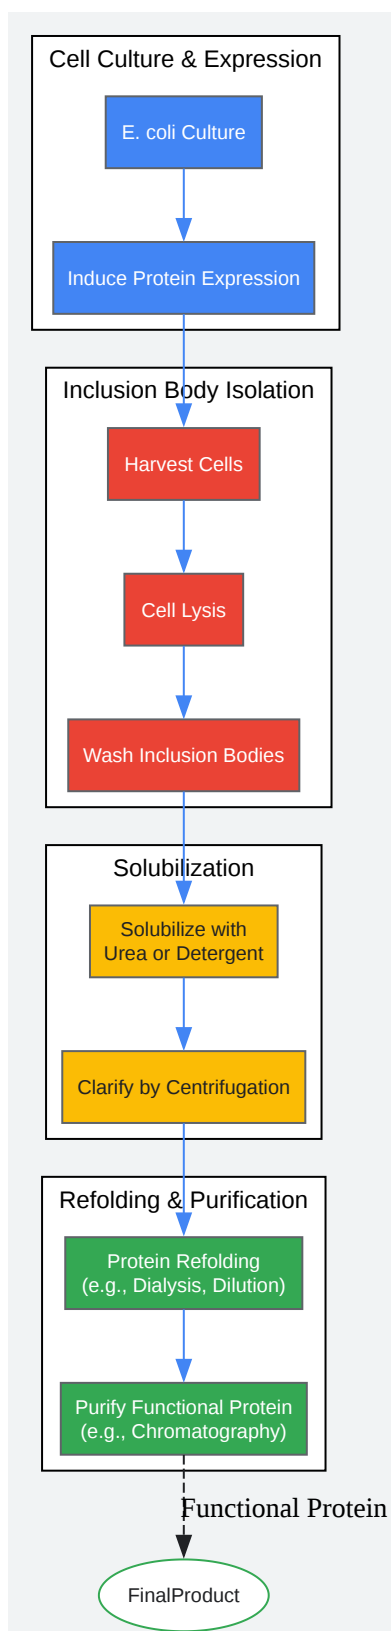 Cell Culture & Expression
E. coli Culture
Induce Protein Expression
Inclusion Body Isolation
Harvest Cells
Cell Lysis
Wash Inclusion Bodies
Solubilization
Solubilize with
Urea or Detergent
Clarify by Centrifugation
Refolding & Purification
Protein Refolding
(e.g., Dialysis, Dilution)
Purify Functional Protein
(e.g., Chromatography)
Functional Protein
FinalProduct